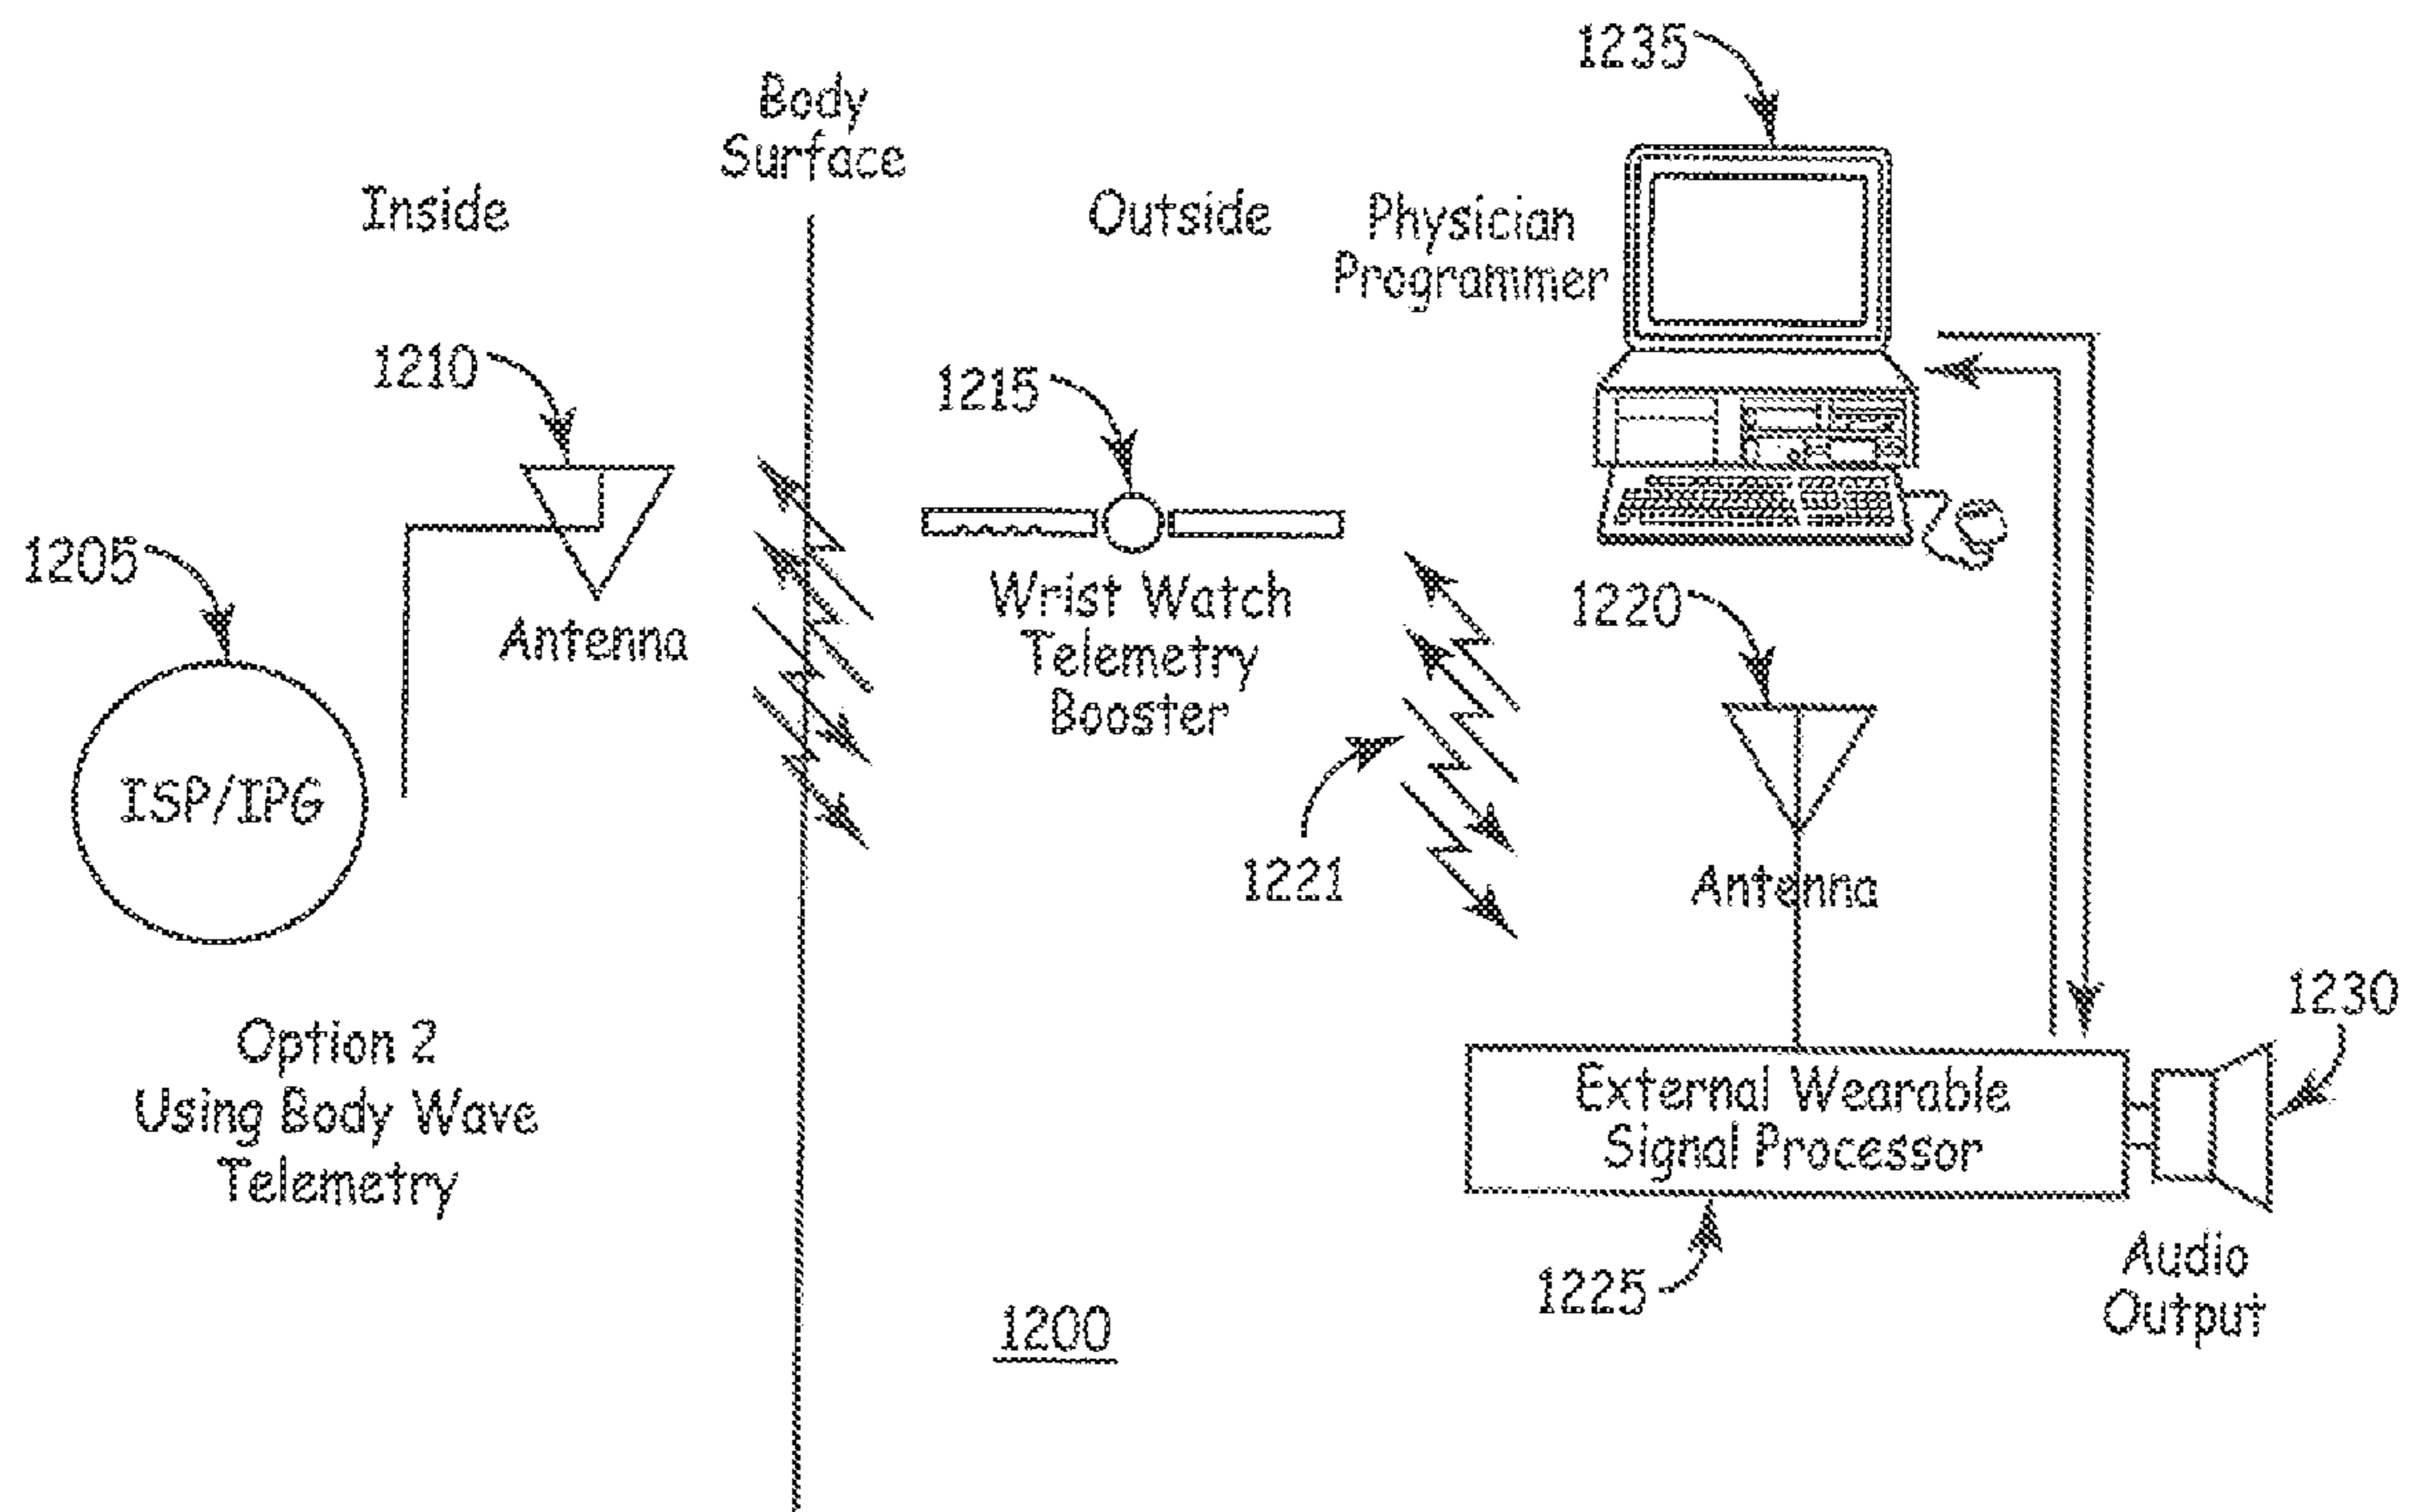 1235
Body
Surface
Inside
Outside
Physician
Programmer
1210
1215
1205
Antenna
Wrist Watch
Telemetry
Booster
1220
ISP/IPG
1221
Antenna
1230
Option 2
Using Body Wave
Telemetry
External Wearable
Signal Processor
1225
Audio
Output
1200